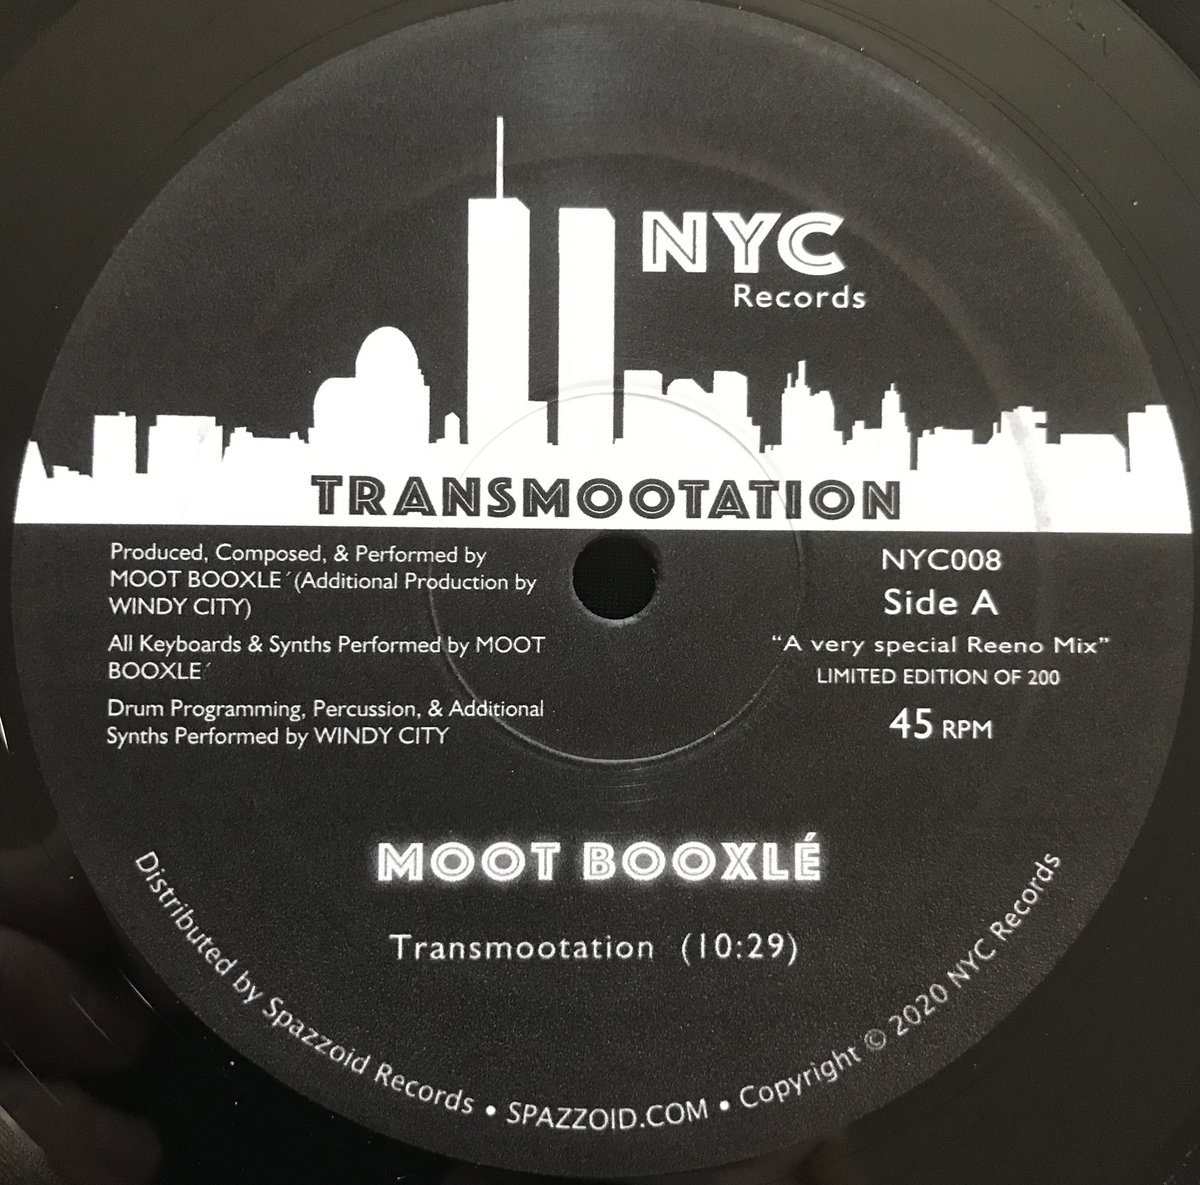 NYC
Records
TRANSMOOTATION
Produced, Composed, & Performed by
MOOT BOOXLE´(Additional Production by
WINDY CITY)
All Keyboards & Synths Performed by MOOT
BOOXLE´
Drum Programming, Percussion, & Additional
Synths Performed by WINDY CITY
NYC008
Side A
“A very special Reeno Mix”
LIMITED EDITION OF 200
45 RPM
MOOT BOOXLÉ
Transmootation (10:29)
Distributed by Spazzoid Records • SPAZZOID.COM • Copyright © 2020 NYC Records